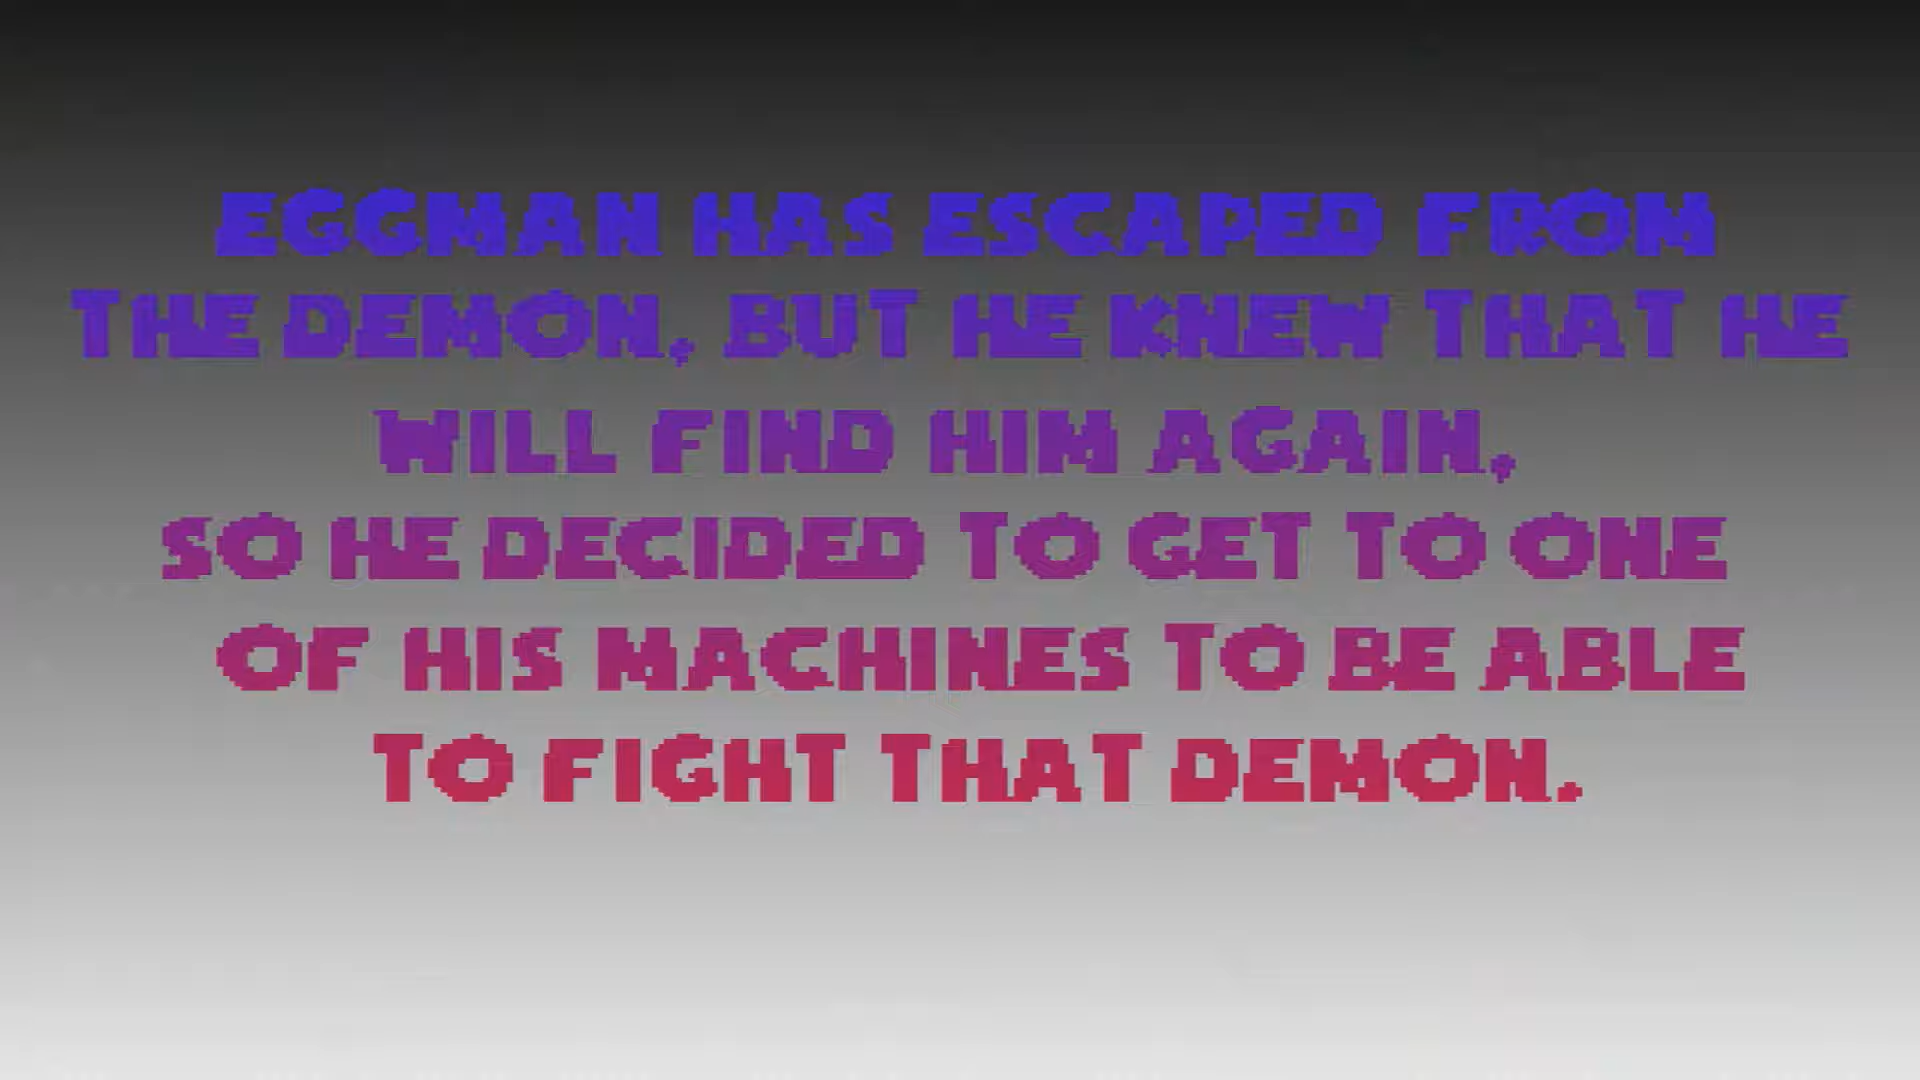 EGGMAN HAS ESCAPED FROM
THE DEMON, BUT HE KNEW THAT HE
WILL FIND HIM AGAIN,
SO HE DECIDED TO GET TO ONE
OF HIS MACHINES TO BE ABLE
TO FIGHT THAT DEMON.